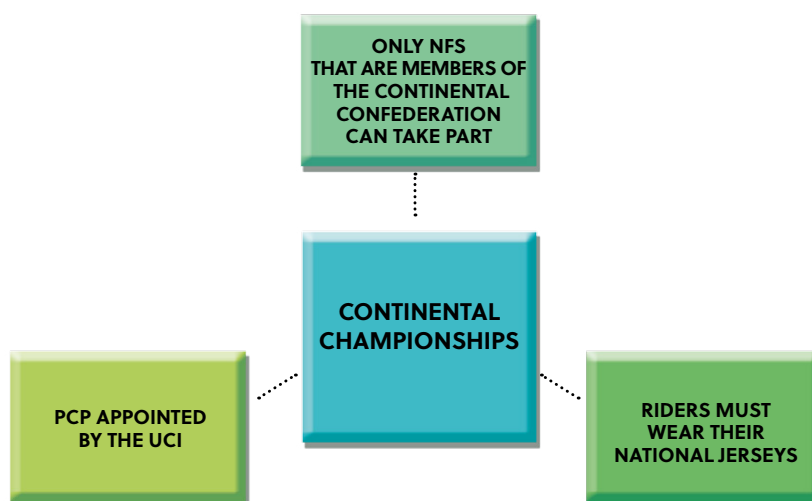 ONLY NFS
THAT ARE MEMBERS OF
THE CONTINENTAL
CONFEDERATION
CAN TAKE PART
CONTINENTAL
CHAMPIONSHIPS
PCP APPOINTED
BY THE UCI
RIDERS MUST
WEAR THEIR
NATIONAL JERSEYS